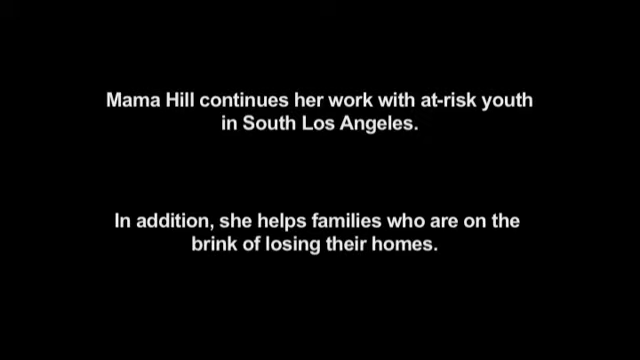 Mama Hill continues her work with at-risk youth
in South Los Angeles.
In addition, she helps families who are on the
brink of losing their homes.